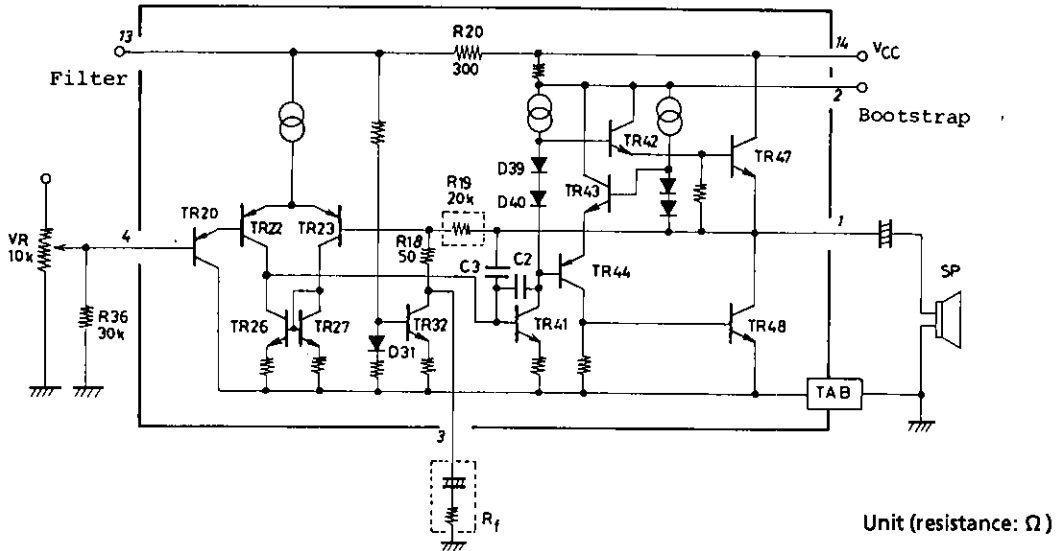 13
R20
300
14
VCC
Filter
2
Bootstrap
TR42
TR47
D39
R19
20k
D40
TR43
TR20
VR
10k
4
TR22
TR23
R18
50
1
C3
C2
SP
TR44
R36
30k
TR26
TR27
D31
TR32
TR41
TR48
TAB
3
Rf
Unit (resistance: Ω)